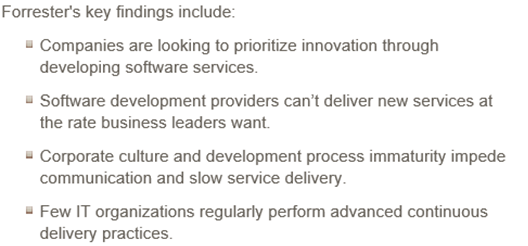 Forrester's key findings include:
Companies are looking to prioritize innovation through
developing software services.
Software development providers can’t deliver new services at
the rate business leaders want.
Corporate culture and development process immaturity impede
communication and slow service delivery.
Few IT organizations regularly perform advanced continuous
delivery practices.